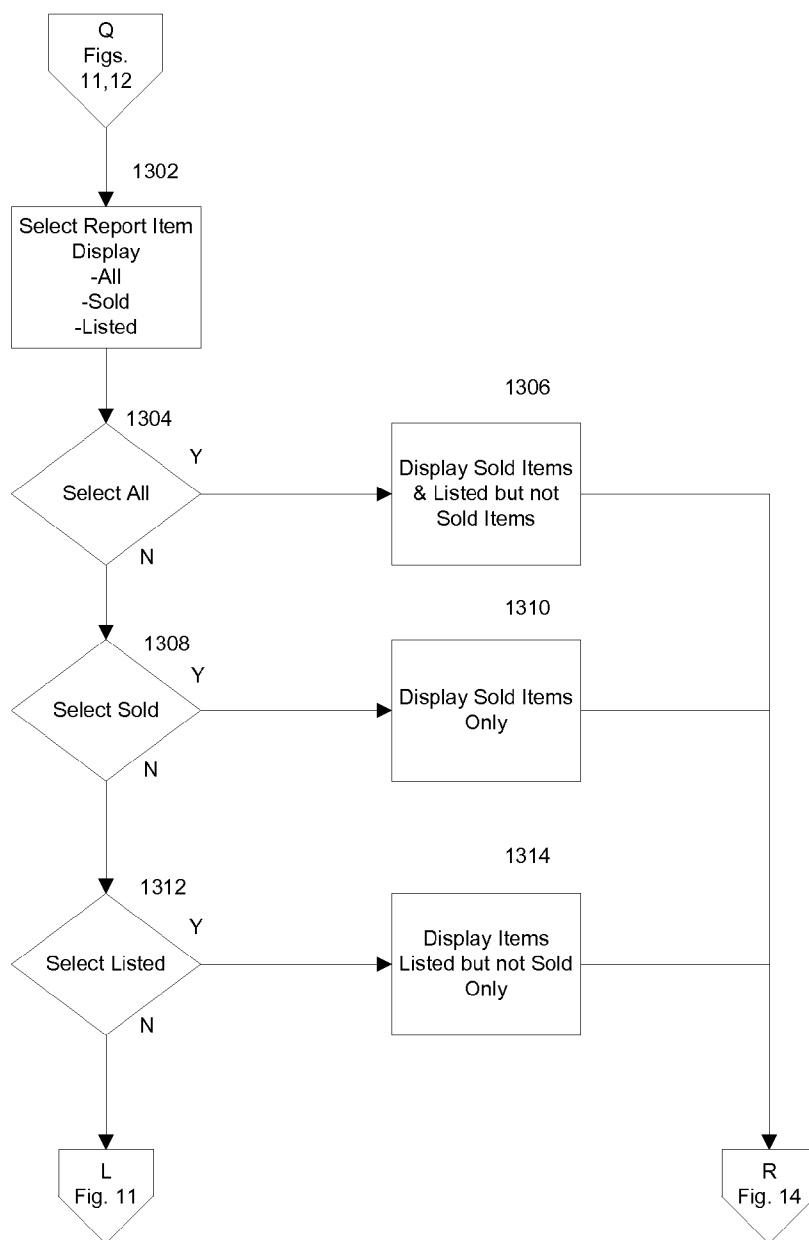 Q
Figs.
11,12
1302
Select Report Item
Display
-All
-Sold
-Listed
1304
Select All
Y
N
1306
Display Sold Items
& Listed but not
Sold Items
1308
Select Sold
Y
N
1310
Display Sold Items
Only
1312
Select Listed
Y
N
1314
Display Items
Listed but not Sold
Only
L
Fig. 11
R
Fig. 14